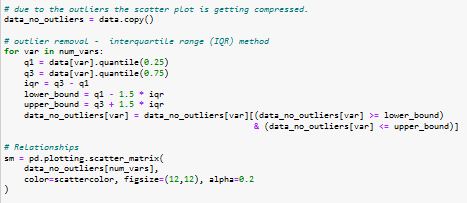 # due to the outliers the scatter plot is getting compressed.
data_no_outliers = data.copy()

# outlier removal - interquartile range (IQR) method
for var in num_vars:
    q1 = data[var].quantile(0.25)
    q3 = data[var].quantile(0.75)
    iqr = q3 - q1
    lower_bound = q1 - 1.5 * iqr
    upper_bound = q3 + 1.5 * iqr
    data_no_outliers[var] = data_no_outliers[var][(data_no_outliers[var] >= lower_bound)
                                                  & (data_no_outliers[var] <= upper_bound)]

# Relationships
sm = pd.plotting.scatter_matrix(
    data_no_outliers[num_vars],
    color=scattercolor, figsize=(12,12), alpha=0.2
)